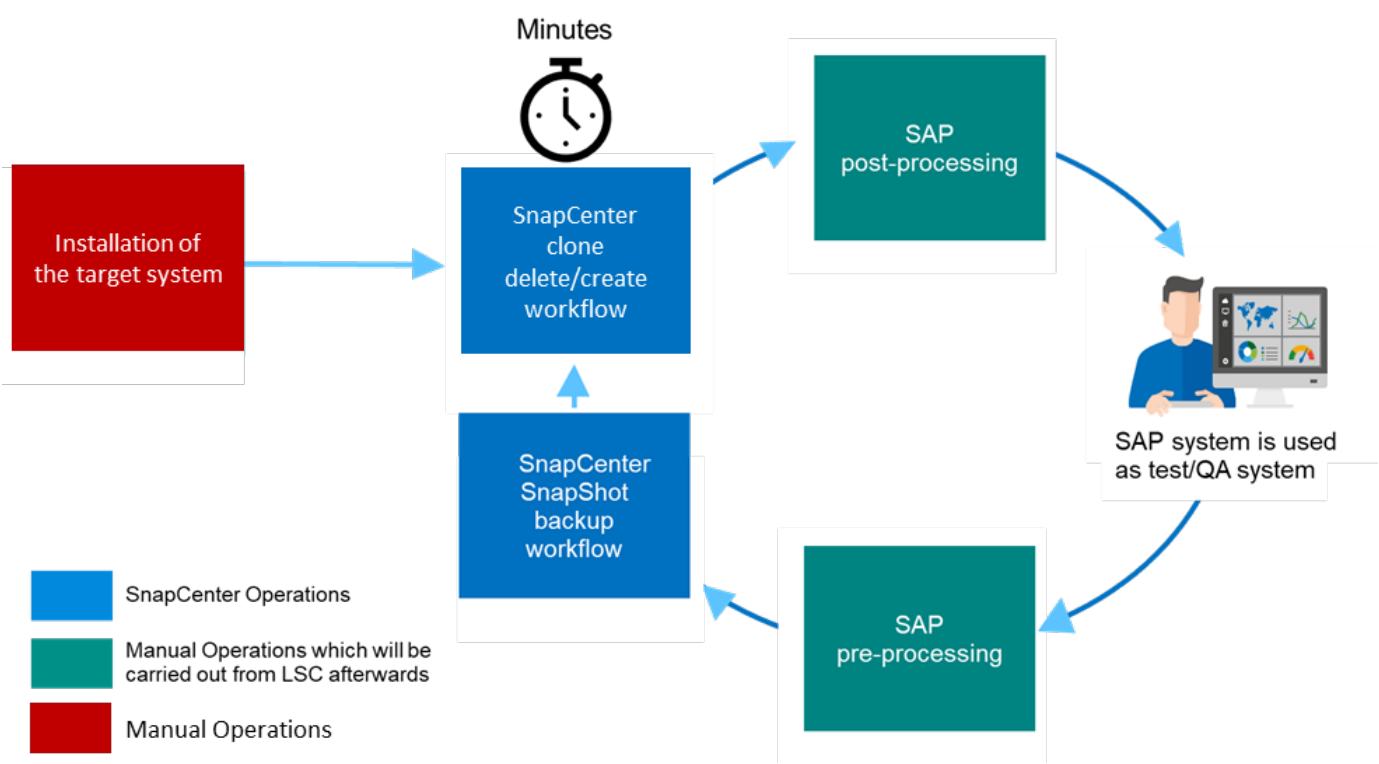 Minutes
SAP
post-processing
Installation of
the target system
SnapCenter
clone
delete/create
workflow
SAP system is used
as test/QA system
SnapCenter
SnapShot
backup
workflow
SAP
pre-processing
SnapCenter Operations
Manual Operations which will be
carried out from LSC afterwards
Manual Operations